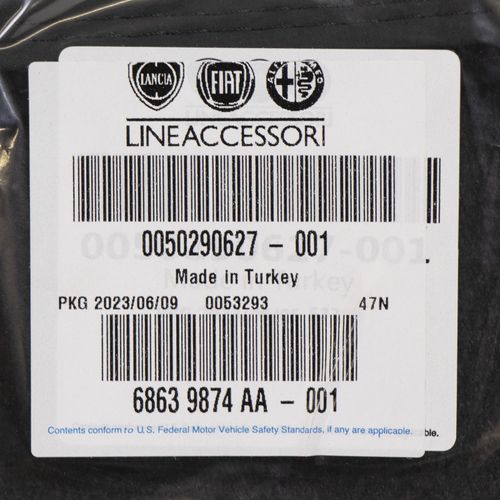 LANCIA FIAT ALFA ROMEO
LINEACCESSORI
0050290627 - 001
Made in Turkey
PKG 2023/06/09 0053293 47N
6863 9874 AA - 001
Contents conform to U.S. Federal Motor Vehicle Safety Standards, if any are applicable. ble.